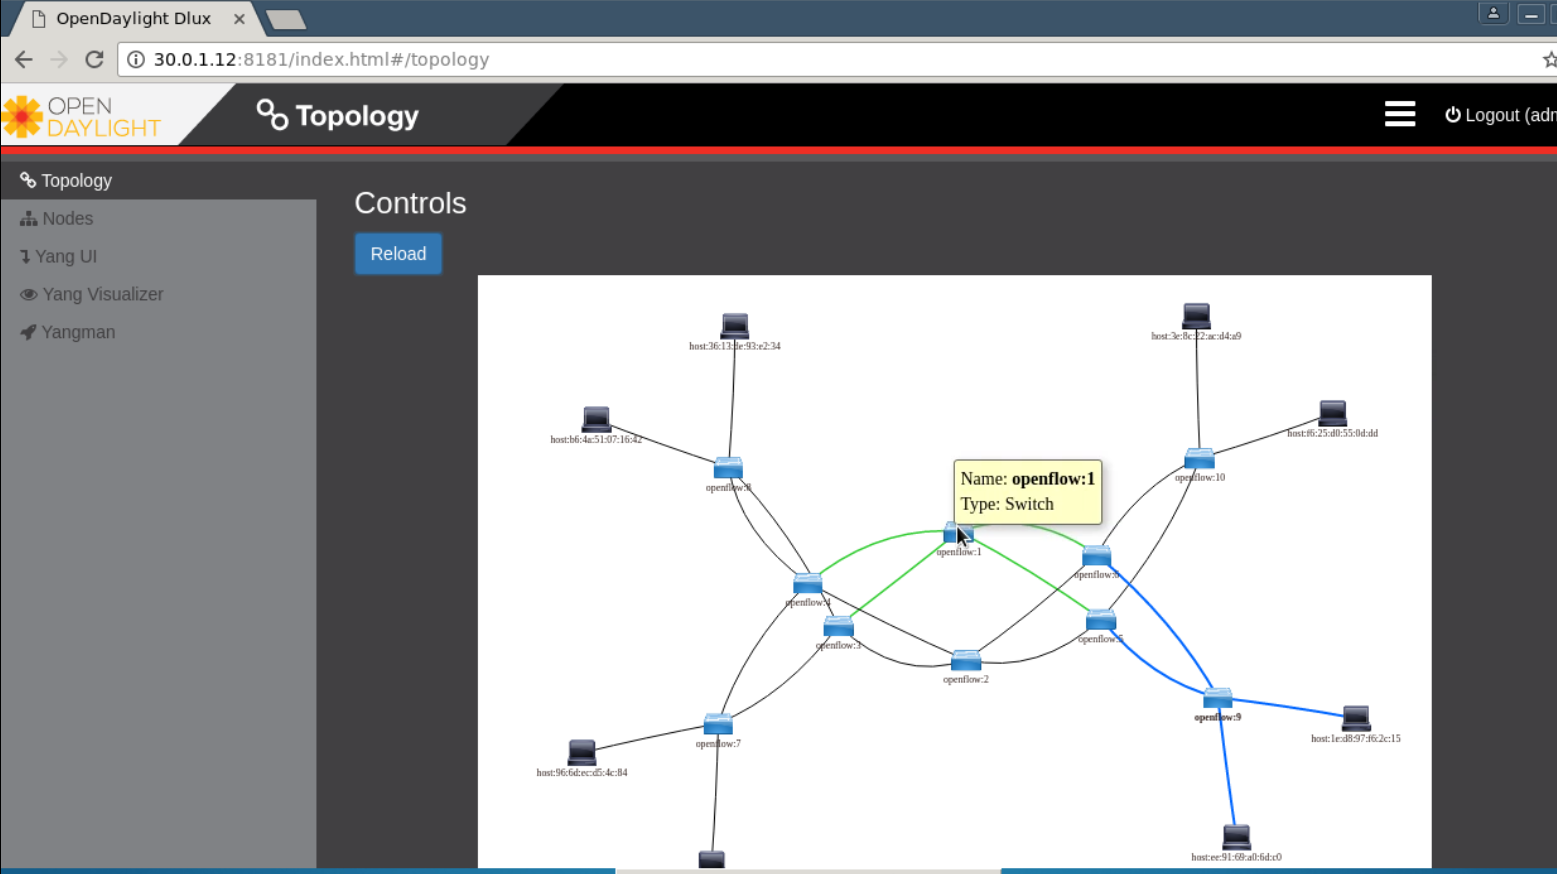 OpenDaylight Dlux
30.0.1.12:8181/index.html#/topology
OPEN
DAYLIGHT
Topology
Logout (adm
Topology
Nodes
Yang UI
Yang Visualizer
Yangman
Controls
Reload
host:3e:8c:22:ac:d4:a9
host:36:13:de:93:e2:34
host:f6:25:d0:55:0d:dd
host:b6:4a:51:07:16:42
openflow:10
Name: openflow:1
Type: Switch
openflow:8
openflow:1
openflow:6
openflow:4
openflow:5
openflow:3
openflow:2
openflow:9
host:1e:d8:97:f6:2c:15
openflow:7
host:96:6d:ec:d5:4c:84
host:ee:91:69:a0:6d:c0